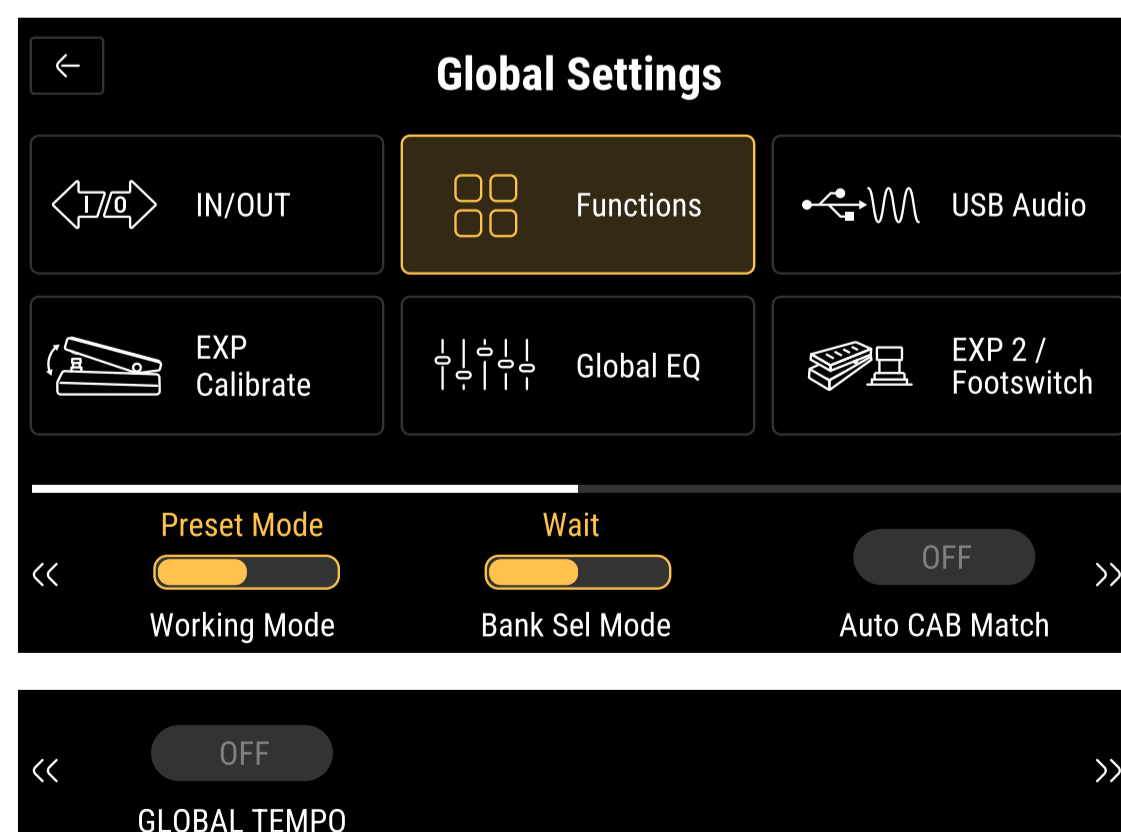 Global Settings
I/O IN/OUT
Functions
USB Audio
EXP
Calibrate
Global EQ
EXP 2 /
Footswitch
Preset Mode
Wait
OFF
Working Mode
Bank Sel Mode
Auto CAB Match
OFF
GLOBAL TEMPO